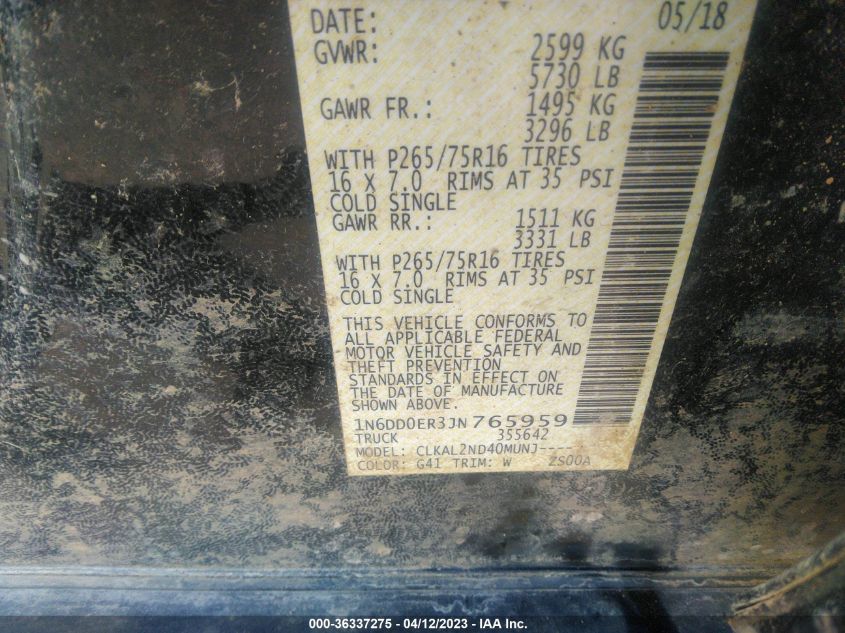 DATE: 05/18
GVWR: 2599 KG
5730 LB
GAWR FR.: 1495 KG
3296 LB
WITH P265/75R16 TIRES
16 X 7.0 RIMS AT 35 PSI
COLD SINGLE
GAWR RR.: 1511 KG
3331 LB
WITH P265/75R16 TIRES
16 X 7.0 RIMS AT 35 PSI
COLD SINGLE
THIS VEHICLE CONFORMS TO
ALL APPLICABLE FEDERAL
MOTOR VEHICLE SAFETY AND
THEFT PREVENTION
STANDARDS IN EFFECT ON
THE DATE OF MANUFACTURE
SHOWN ABOVE.
1N6DD0ER3JN765959
TRUCK 355642
MODEL: CLKAL2ND40MUNJ----
COLOR: G41 TRIM: W ZS00A
000-36337275 - 04/12/2023 - IAA Inc.